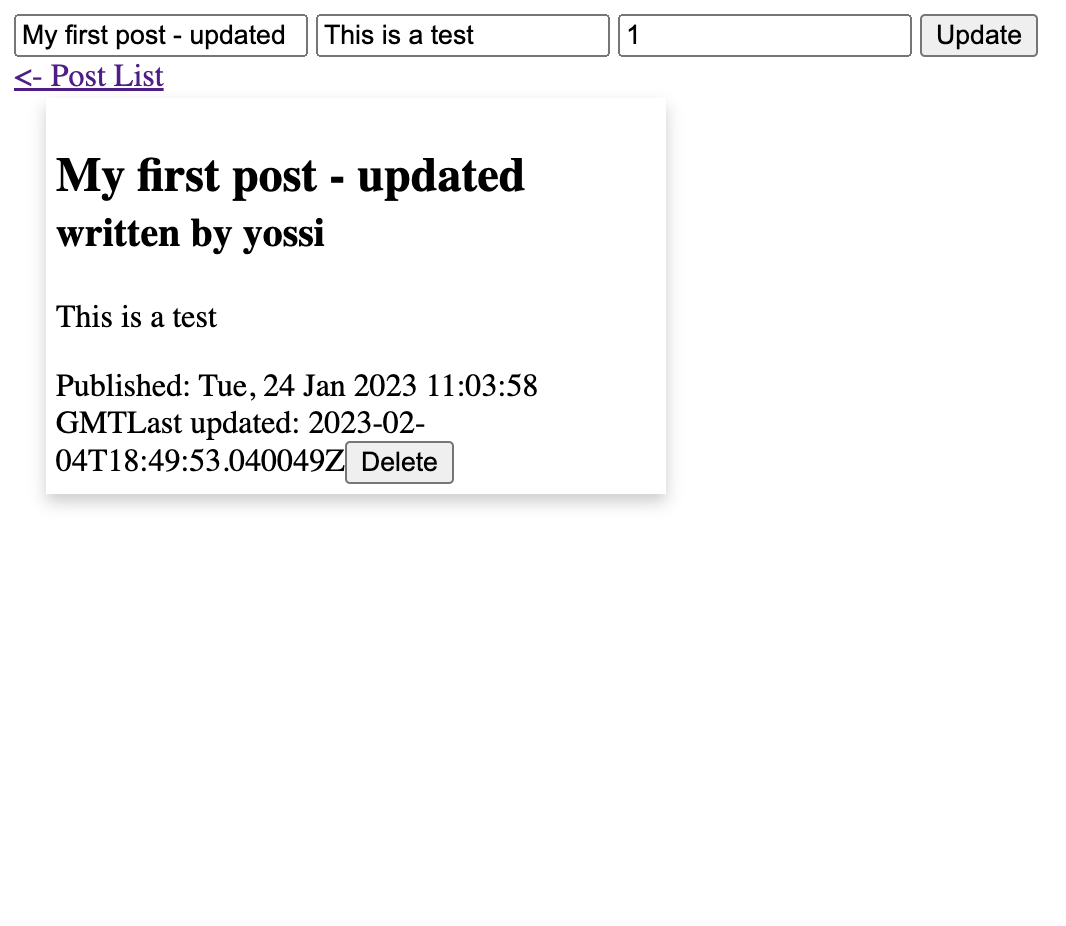 My first post - updated This is a test 1 Update
<- Post List
My first post - updated
written by yossi
This is a test
Published: Tue, 24 Jan 2023 11:03:58
GMTLast updated: 2023-02-
04T18:49:53.040049Z Delete